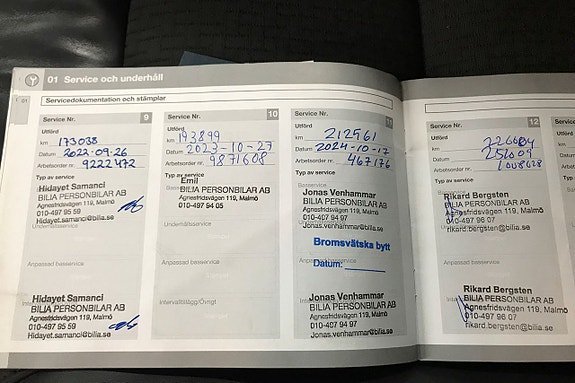 01 Service och underhåll
01
Servicedokumentation och stämplar
Service Nr. 9
Utförd
km 173038
Datum 2022-09-26
Arbetsorder nr. 9222472
Typ av service
Hidayet Samanci
BILIA PERSONBILAR AB
Agnesfridsvägen 119, Malmö
010-497 95 59
Hidayet.samanci@bilia.se
Anpassad basservice
Hidayet Samanci
BILIA PERSONBILAR AB
Agnesfridsvägen 119, Malmö
010-497 95 59
Hidayet.samanci@bilia.se
Service Nr. 10
Utförd
km 193899
Datum 2023-10-27
Arbetsorder nr. 9871608
Typ av service
Emil
BILIA PERSONBILAR AB
Agnesfridsvägen 119, Malmö
010-497 94 05
Underhållsservice
Anpassad basservice
Intervalltillägg/Övrigt
Service Nr. 11
Utförd
km 212961
Datum 2024-10-17
Arbetsorder nr. 467176
Typ av service
Basservice
Jonas Venhammar
BILIA PERSONBILAR AB
Agnesfridsvägen 119, Malmö
010-497 94 97
Jonas.venhammar@bilia.se
Bromsvätska bytt
Datum:
Jonas Venhammar
BILIA PERSONBILAR AB
Agnesfridsvägen 119, Malmö
010-497 94 97
Jonas.venhammar@bilia.se
Service Nr. 12
Utförd
km
Datum
Arbetsorder nr. 1008628
Typ av service
Basservice
Rikard Bergsten
BILIA PERSONBILAR AB
Agnesfridsvägen 119, Malmö
010-497 96 07
rikard.bergsten@bilia.se
Anpassad basservice
Rikard Bergsten
BILIA PERSONBILAR AB
Agnesfridsvägen 119, Malmö
010-497 96 07
rikard.bergsten@bilia.se